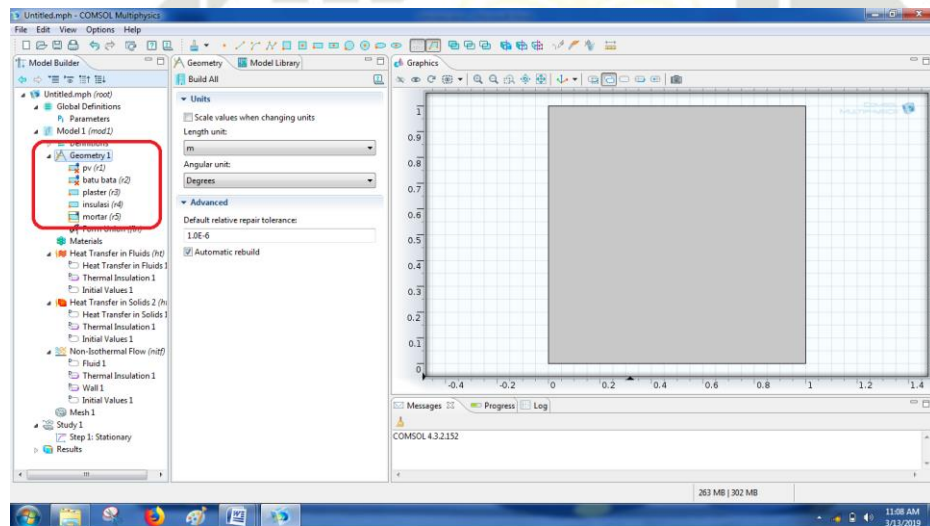 Untitled.mph - COMSOL Multiphysics
File Edit View Options Help
Model Builder
Untitled.mph (root)
Global Definitions
Pi Parameters
Model 1 (mod1)
Definitions
Geometry 1
pv (r1)
batu bata (r2)
plaster (r3)
insulasi (r4)
mortar (r5)
Form Union (fin)
Materials
Heat Transfer in Fluids (ht)
Heat Transfer in Fluids 1
Thermal Insulation 1
Initial Values 1
Heat Transfer in Solids 2 (h
Heat Transfer in Solids 1
Thermal Insulation 1
Initial Values 1
Non-Isothermal Flow (nitf)
Fluid 1
Thermal Insulation 1
Wall 1
Initial Values 1
Mesh 1
Study 1
Step 1: Stationary
Results
Geometry Model Library
Build All
Units
Scale values when changing units
Length unit:
m
Angular unit:
Degrees
Advanced
Default relative repair tolerance:
1.0E-6
Automatic rebuild
Graphics
COMSOL
MULTIPHYSICS
1
0.9
0.8
0.7
0.6
0.5
0.4
0.3
0.2
0.1
0
-0.4 -0.2 0 0.2 0.4 0.6 0.8 1 1.2 1.4
Messages Progress Log
COMSOL 4.3.2.152
263 MB | 302 MB
11:08 AM
3/13/2019